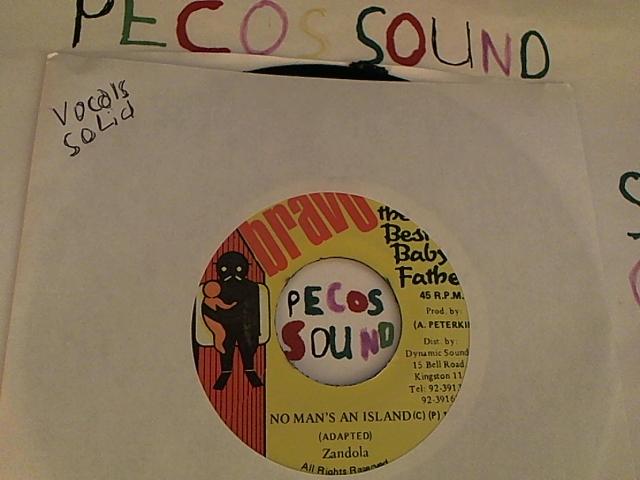 PECOS SOUND
Vocals
Solid
bravo
the
Best
Baby
Fathe
45 R.P.M.
PECOS
SOUND
Prod. by:
(A. PETERKI
Dist. by:
Dynamic Sound
15 Bell Road
Kingston 11
Tel: 92-391
92-3916
NO MAN'S AN ISLAND (C) (P)
(ADAPTED)
Zandola
All Rights Reserved